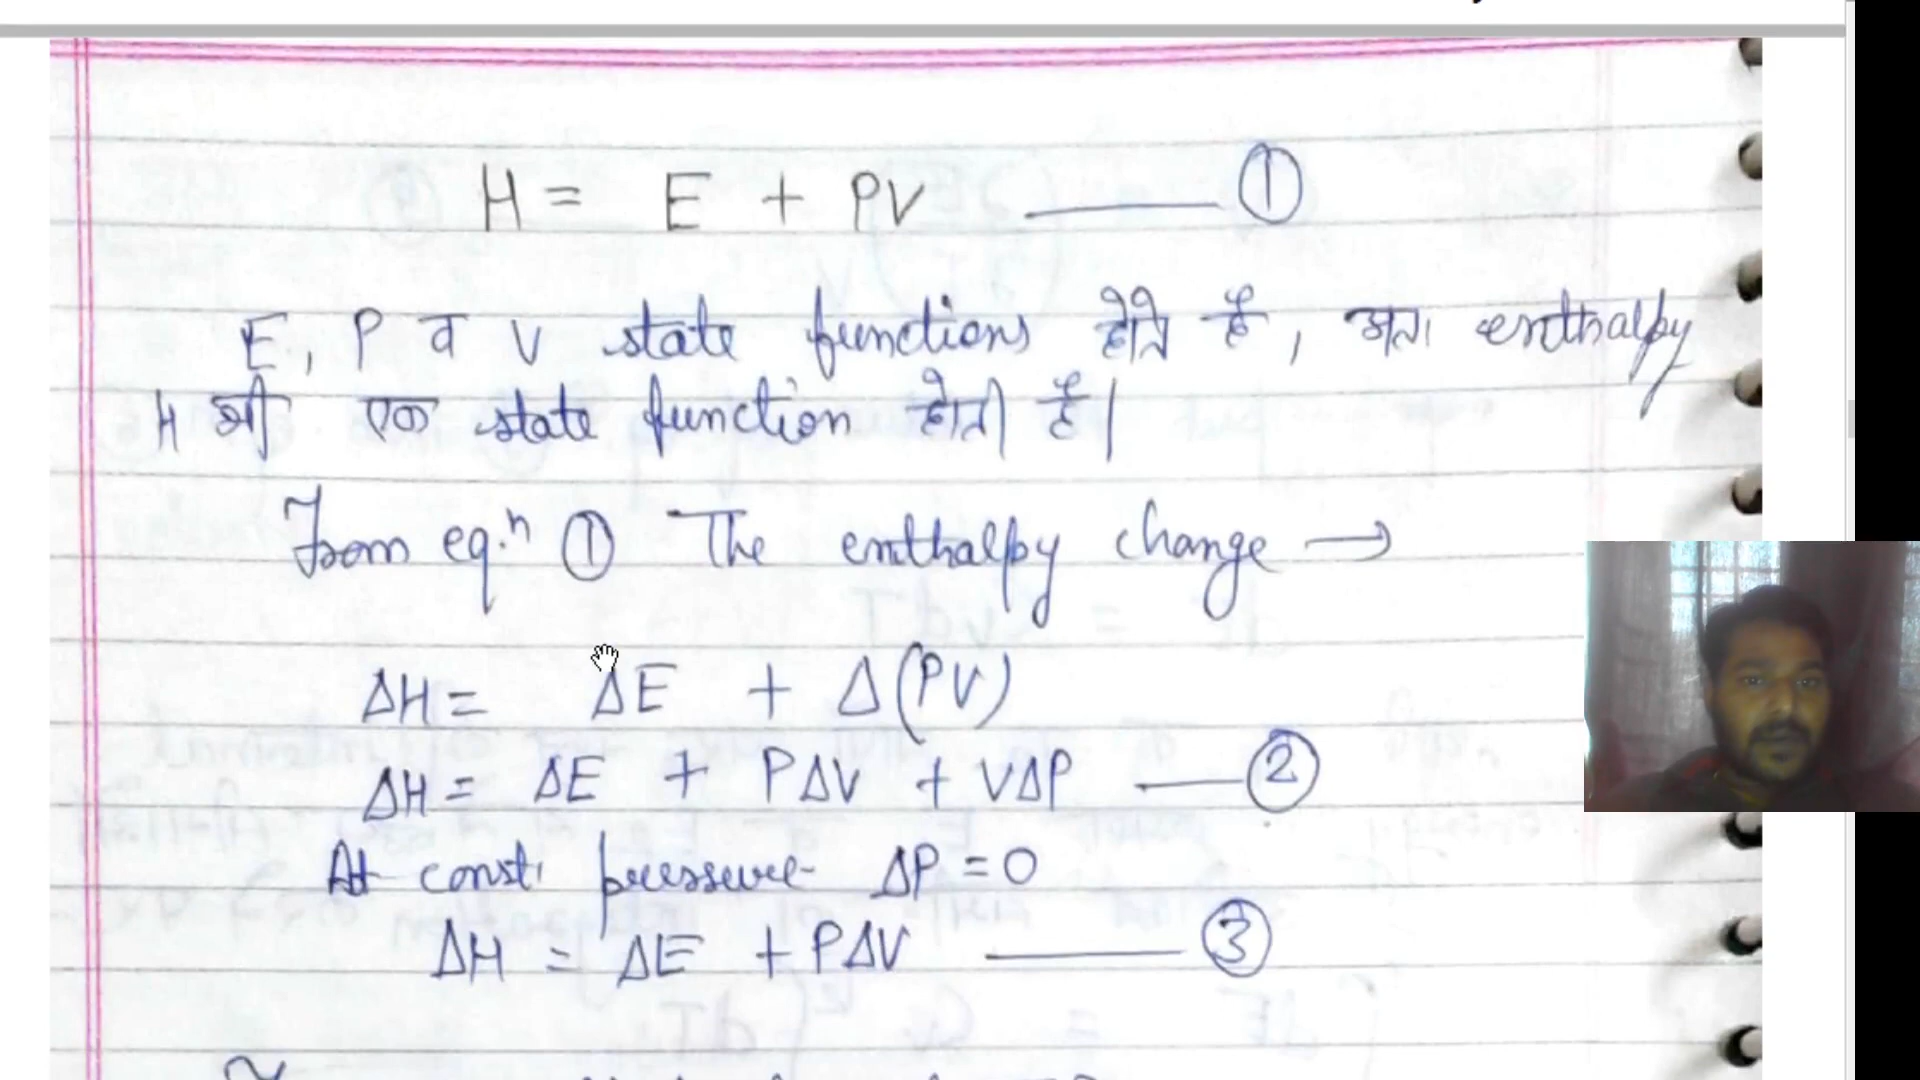 H = E + PV —— ①
E, P व V state functions होते है, अतः enthalpy
H भी एक state function होती है।
From eq.ⁿ ① The enthalpy change →
ΔH = ΔE + Δ(PV)
ΔH = ΔE + PΔV + VΔP —— ②
At const. pressure ΔP = 0
ΔH = ΔE + PΔV —— ③